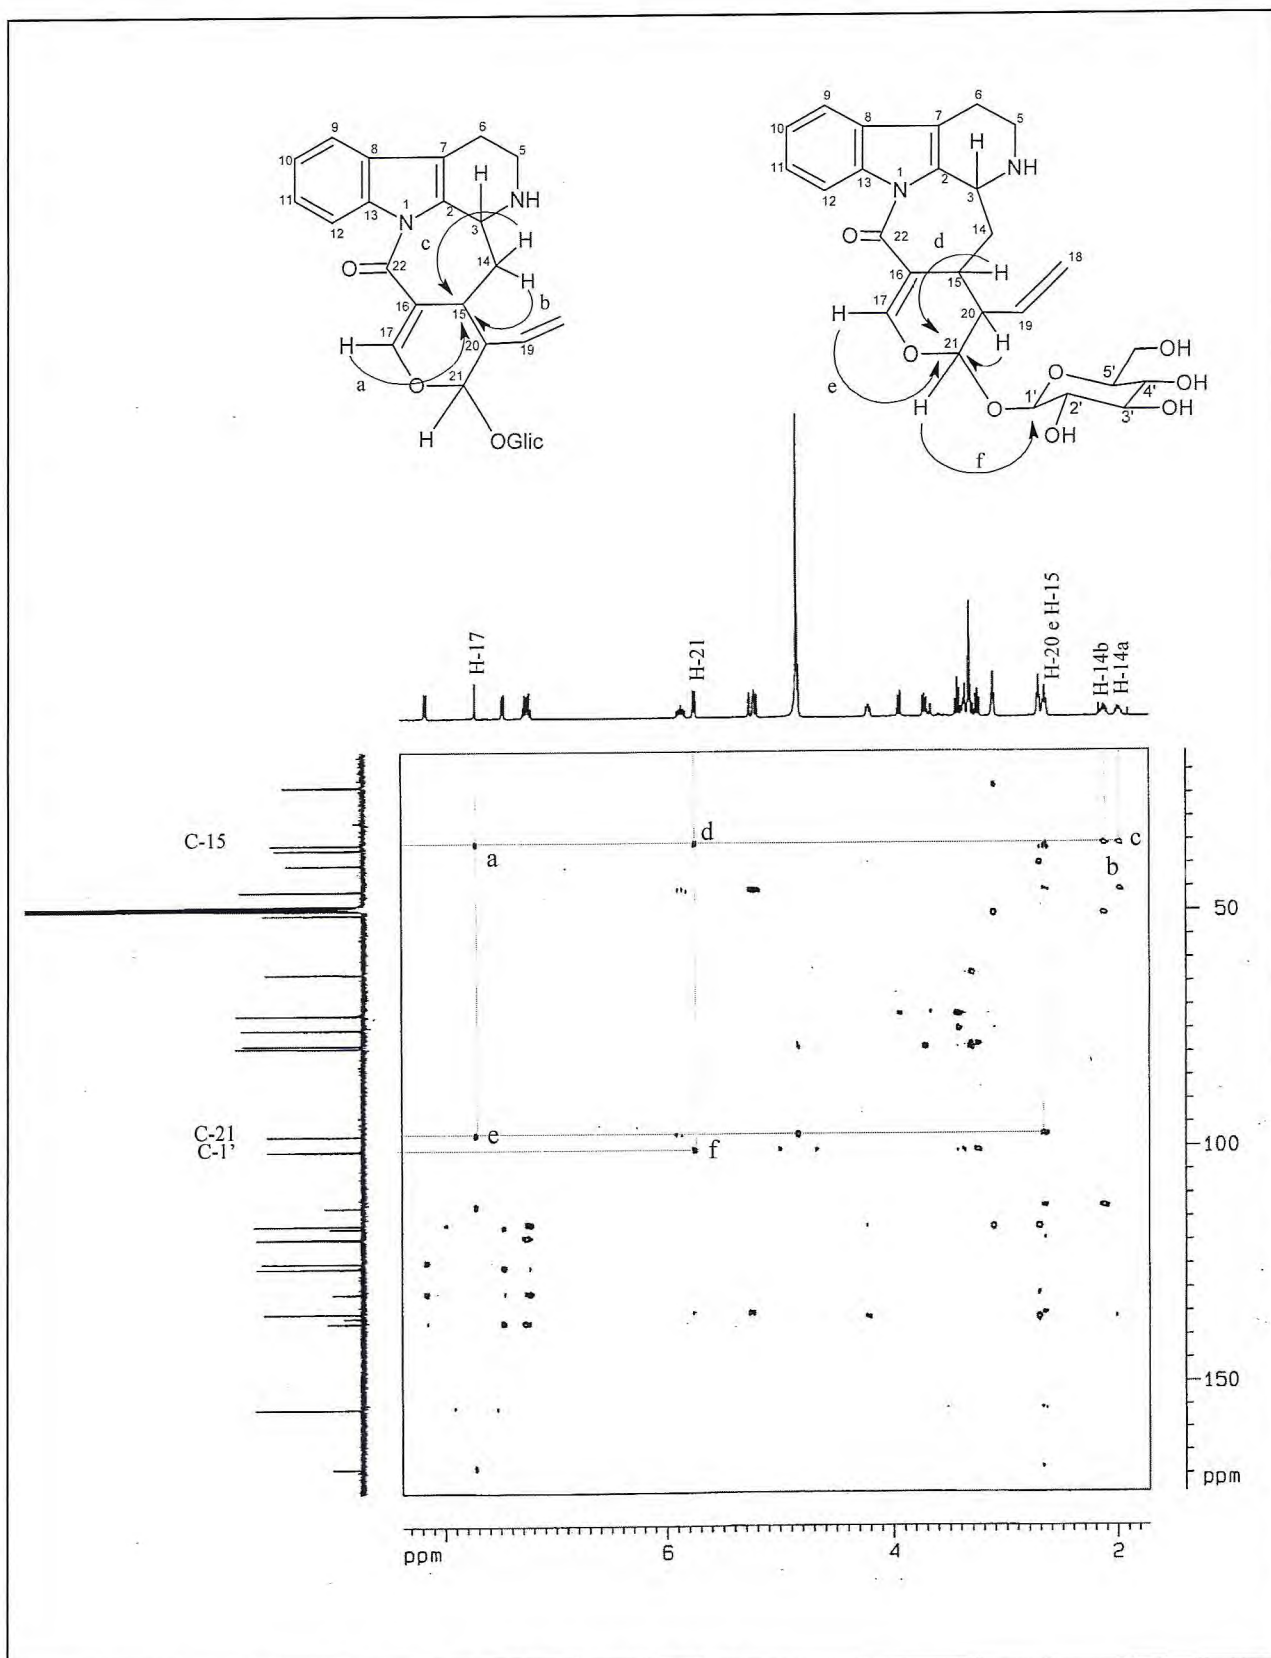 9
8
7
6
5
10
11
12
13
N
1
2
3
H
NH
H
14
H
c
b
O
22
16
15
17
H
a
O
20
21
19
H
OGlic
9
8
7
6
5
10
11
12
13
N
1
2
3
H
NH
14
O
22
d
16
15
H
18
17
H
20
19
O
21
H
e
H
O
1'
O
5'
OH
4'
OH
2'
3'
OH
OH
f
H-17
H-21
H-20 e H-15
H-14b
H-14a
C-15
a
d
c
b
50
C-21
C-1'
e
f
100
150
ppm
ppm
6
4
2